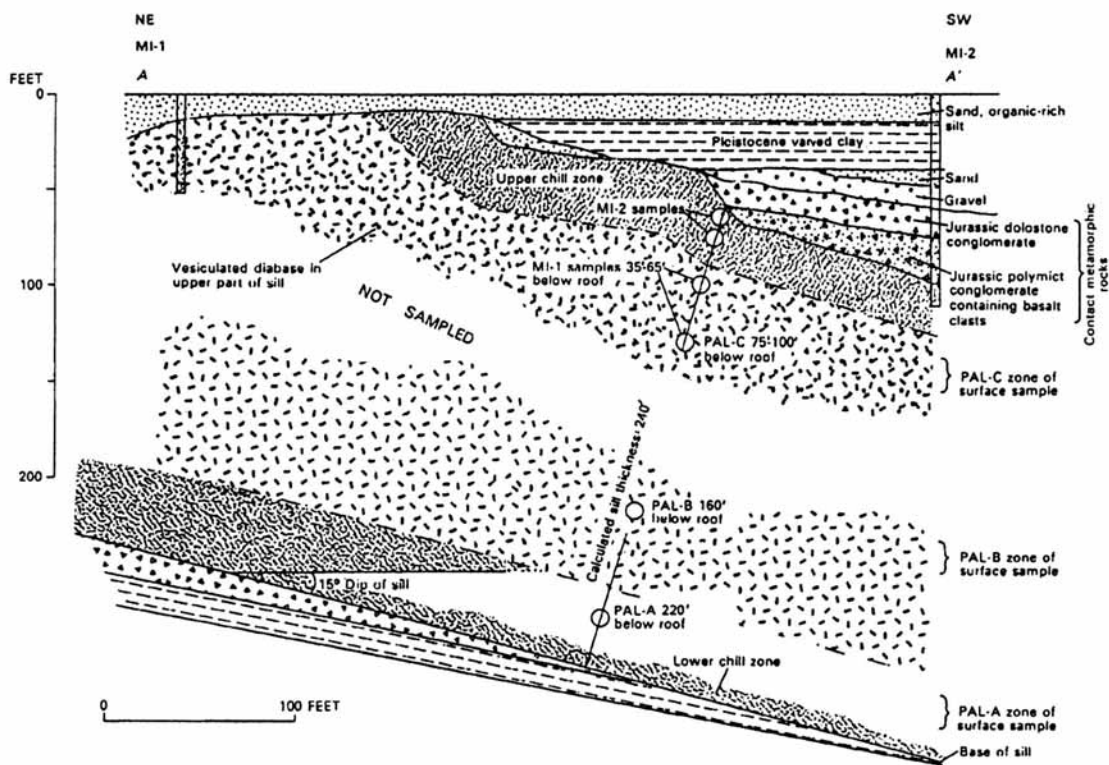 NE
MI-1
A
SW
MI-2
A'
FEET
0
100
200
Sand, organic-rich
silt
Pleistocene varved clay
Sand
Gravel
Upper chill zone
MI-2 samples
Jurassic dolostone
conglomerate
Jurassic polymict
conglomerate
containing basalt
clasts
Contact metamorphic
rocks
Vesiculated diabase in
upper part of sill
MI-1 samples 35'-65'
below roof
NOT SAMPLED
PAL-C 75'-100'
below roof
PAL-C zone of
surface sample
Calculated sill thickness: 240'
PAL-B 160'
below roof
PAL-B zone of
surface sample
15° Dip of sill
PAL-A 220'
below roof
Lower chill zone
PAL-A zone of
surface sample
Base of sill
0 100 FEET